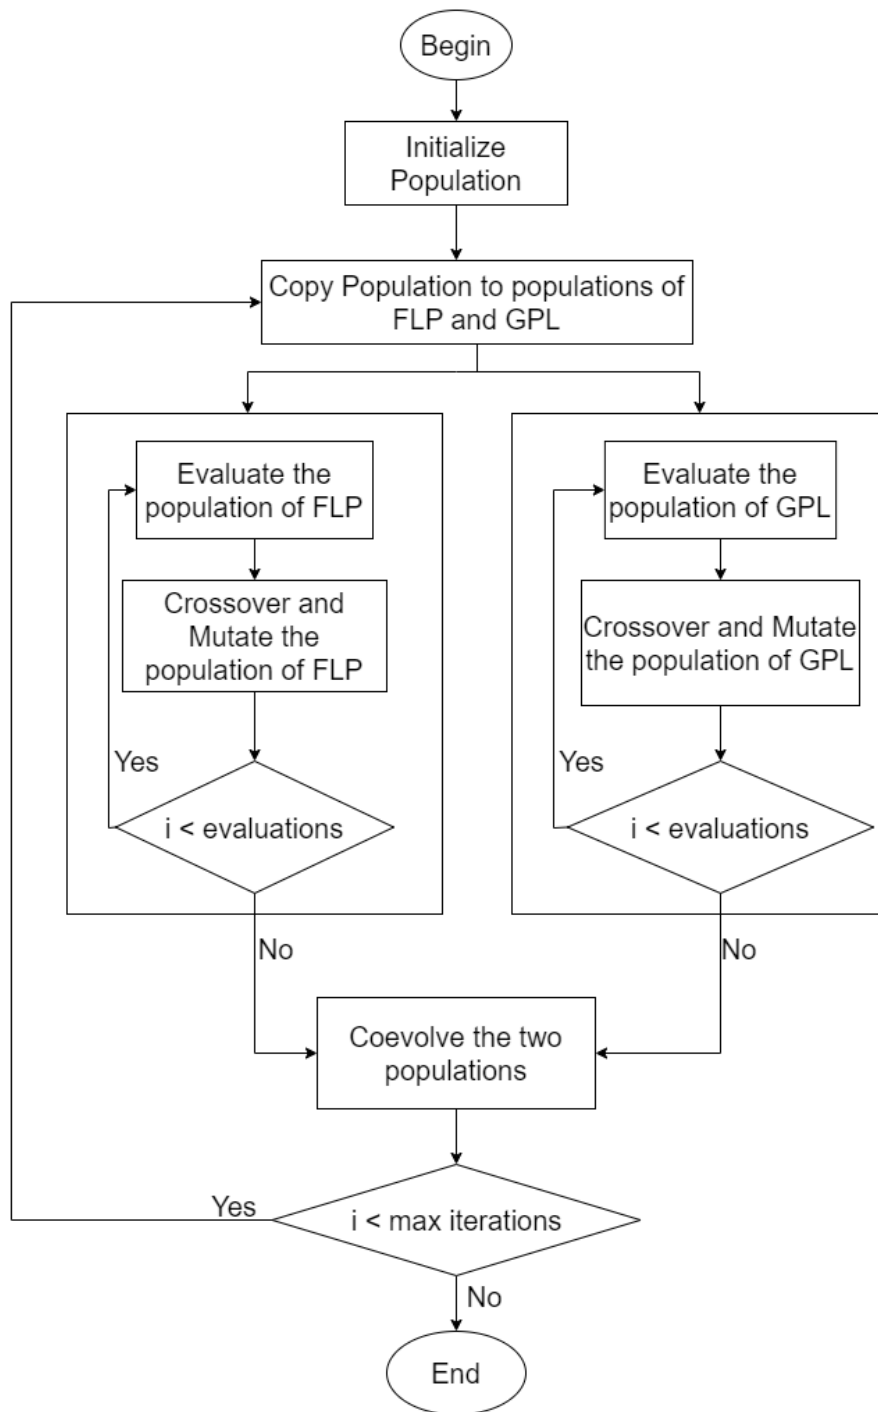 Begin
Initialize
Population
Copy Population to populations of
FLP and GPL
Evaluate the
population of FLP
Crossover and
Mutate the
population of FLP
Yes
i < evaluations
No
Evaluate the
population of GPL
Crossover and Mutate
the population of GPL
Yes
i < evaluations
No
Coevolve the two
populations
Yes
i < max iterations
No
End